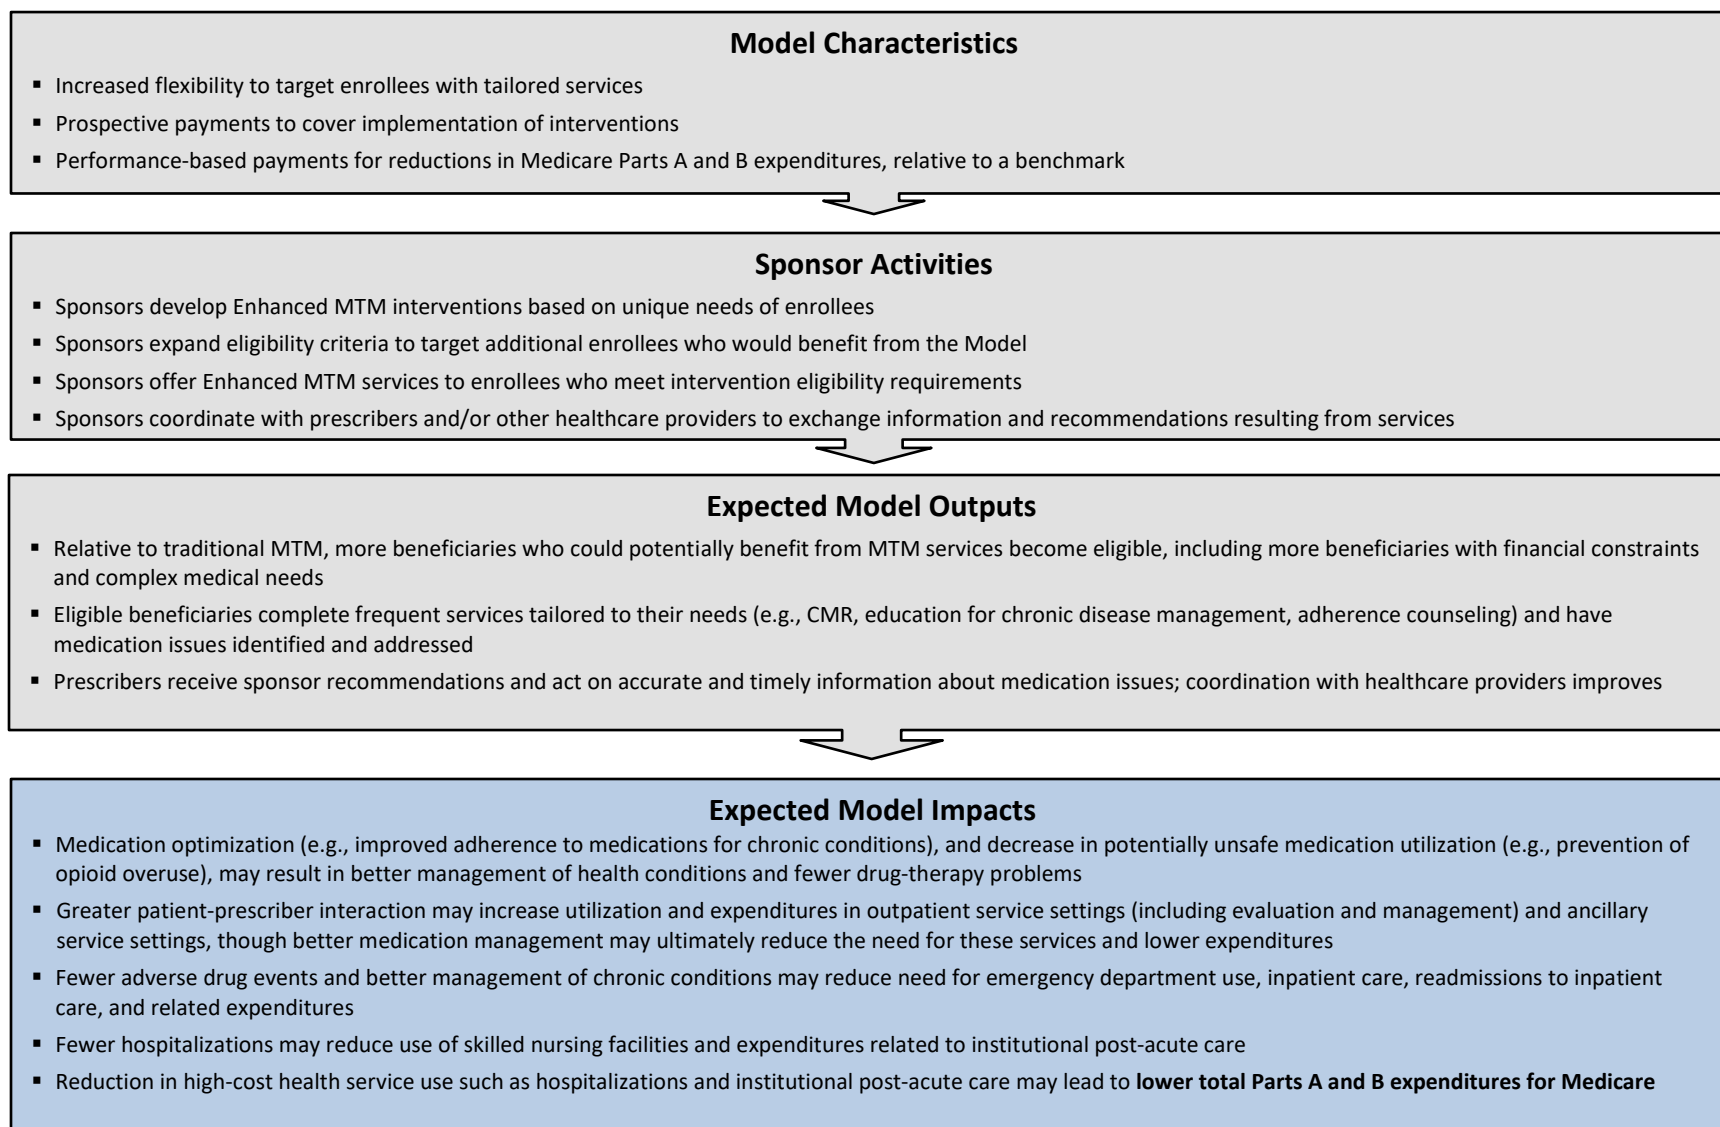 Model Characteristics
▪ Increased flexibility to target enrollees with tailored services
▪ Prospective payments to cover implementation of interventions
▪ Performance-based payments for reductions in Medicare Parts A and B expenditures, relative to a benchmark
Sponsor Activities
▪ Sponsors develop Enhanced MTM interventions based on unique needs of enrollees
▪ Sponsors expand eligibility criteria to target additional enrollees who would benefit from the Model
▪ Sponsors offer Enhanced MTM services to enrollees who meet intervention eligibility requirements
▪ Sponsors coordinate with prescribers and/or other healthcare providers to exchange information and recommendations resulting from services
Expected Model Outputs
▪ Relative to traditional MTM, more beneficiaries who could potentially benefit from MTM services become eligible, including more beneficiaries with financial constraints
and complex medical needs
▪ Eligible beneficiaries complete frequent services tailored to their needs (e.g., CMR, education for chronic disease management, adherence counseling) and have
medication issues identified and addressed
▪ Prescribers receive sponsor recommendations and act on accurate and timely information about medication issues; coordination with healthcare providers improves
Expected Model Impacts
▪ Medication optimization (e.g., improved adherence to medications for chronic conditions), and decrease in potentially unsafe medication utilization (e.g., prevention of
opioid overuse), may result in better management of health conditions and fewer drug-therapy problems
▪ Greater patient-prescriber interaction may increase utilization and expenditures in outpatient service settings (including evaluation and management) and ancillary
service settings, though better medication management may ultimately reduce the need for these services and lower expenditures
▪ Fewer adverse drug events and better management of chronic conditions may reduce need for emergency department use, inpatient care, readmissions to inpatient
care, and related expenditures
▪ Fewer hospitalizations may reduce use of skilled nursing facilities and expenditures related to institutional post-acute care
▪ Reduction in high-cost health service use such as hospitalizations and institutional post-acute care may lead to lower total Parts A and B expenditures for Medicare